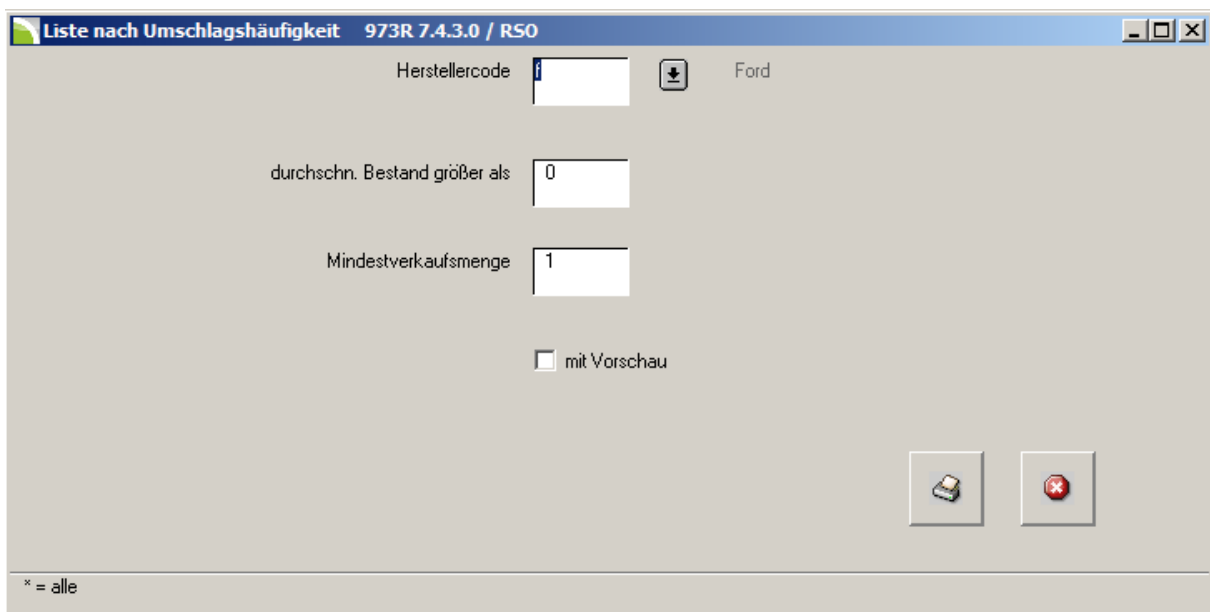 Liste nach Umschlagshäufigkeit 973R 7.4.3.0 / RSO
Herstellercode f Ford
durchschn. Bestand größer als 0
Mindestverkaufsmenge 1
mit Vorschau
* = alle